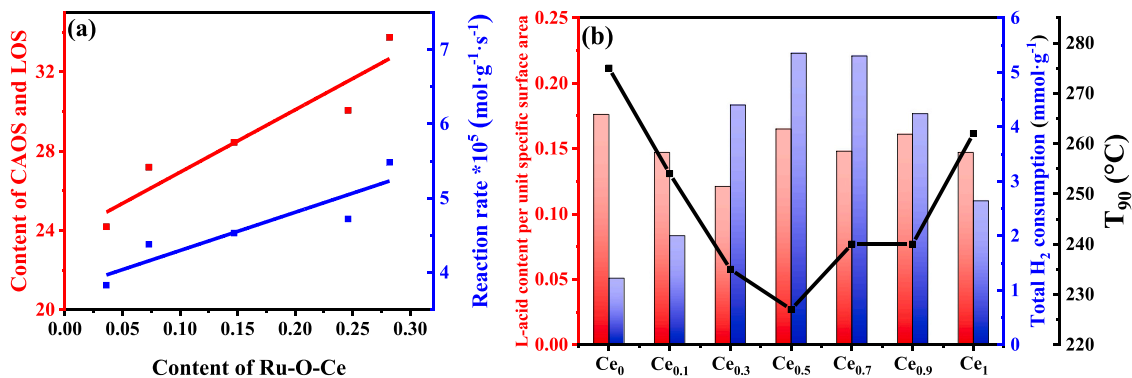 (a)
Content of CAOS and LOS
32
28
24
20
0.00 0.05 0.10 0.15 0.20 0.25 0.30
Content of Ru-O-Ce
7
6
5
4
Reaction rate *10⁵ (mol·g⁻¹·s⁻¹)
(b)
L-acid content per unit specific surface area
0.25
0.20
0.15
0.10
0.05
0.00
Ce₀ Ce₀.₁ Ce₀.₃ Ce₀.₅ Ce₀.₇ Ce₀.₉ Ce₁
6
5
4
3
2
1
0
Total H₂ consumption (mmol·g⁻¹)
280
270
260
250
240
230
220
T₉₀ (°C)